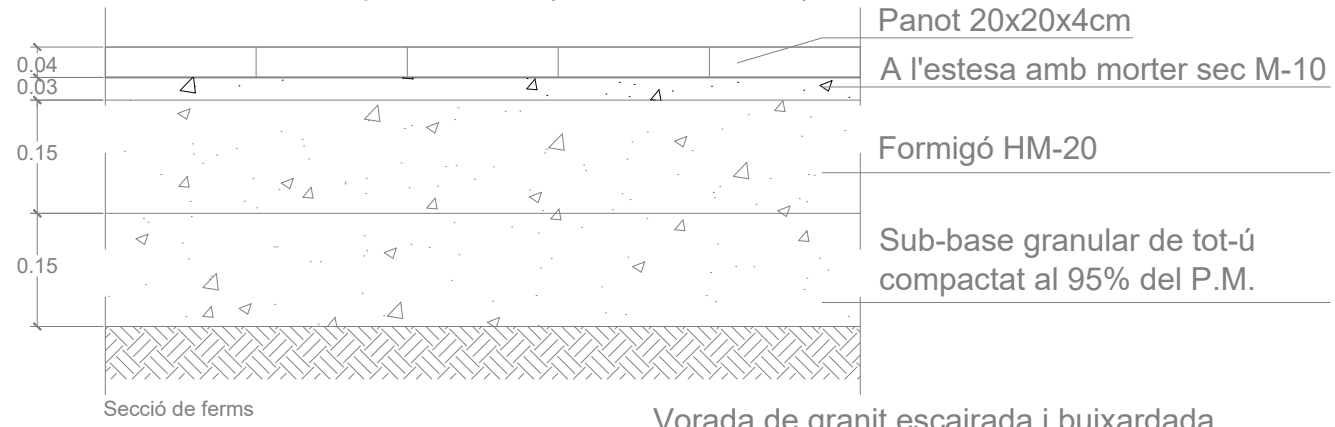 Panot 20x20x4cm
0.04
A l'estesa amb morter sec M-10
0.03
0.15
Formigó HM-20
0.15
Sub-base granular de tot-ú
compactat al 95% del P.M.
Secció de ferms
Vorada de granit escairada i buixardada